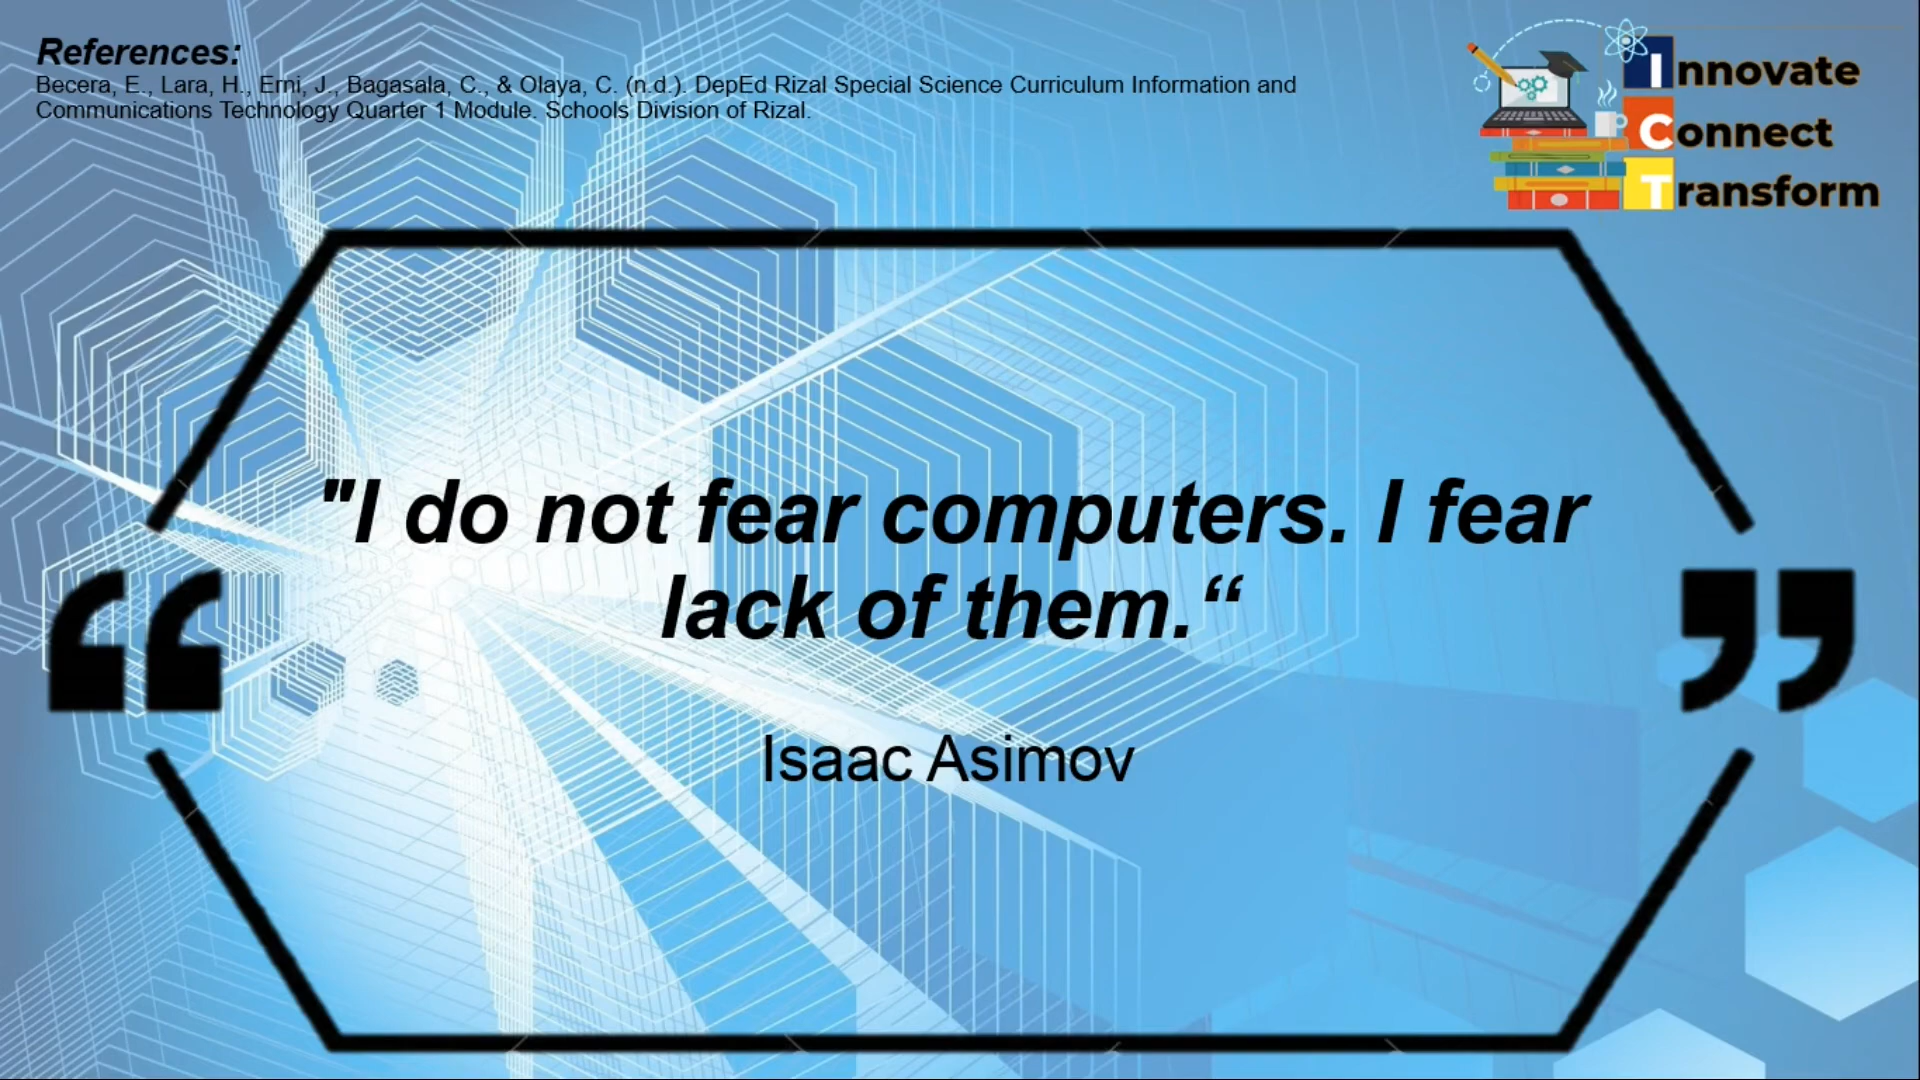 References:
Becera, E., Lara, H., Erni, J., Bagasala, C., & Olaya, C. (n.d.). DepEd Rizal Special Science Curriculum Information and
Communications Technology Quarter 1 Module. Schools Division of Rizal.
Innovate
Connect
Transform
"I do not fear computers. I fear
lack of them.“
Isaac Asimov